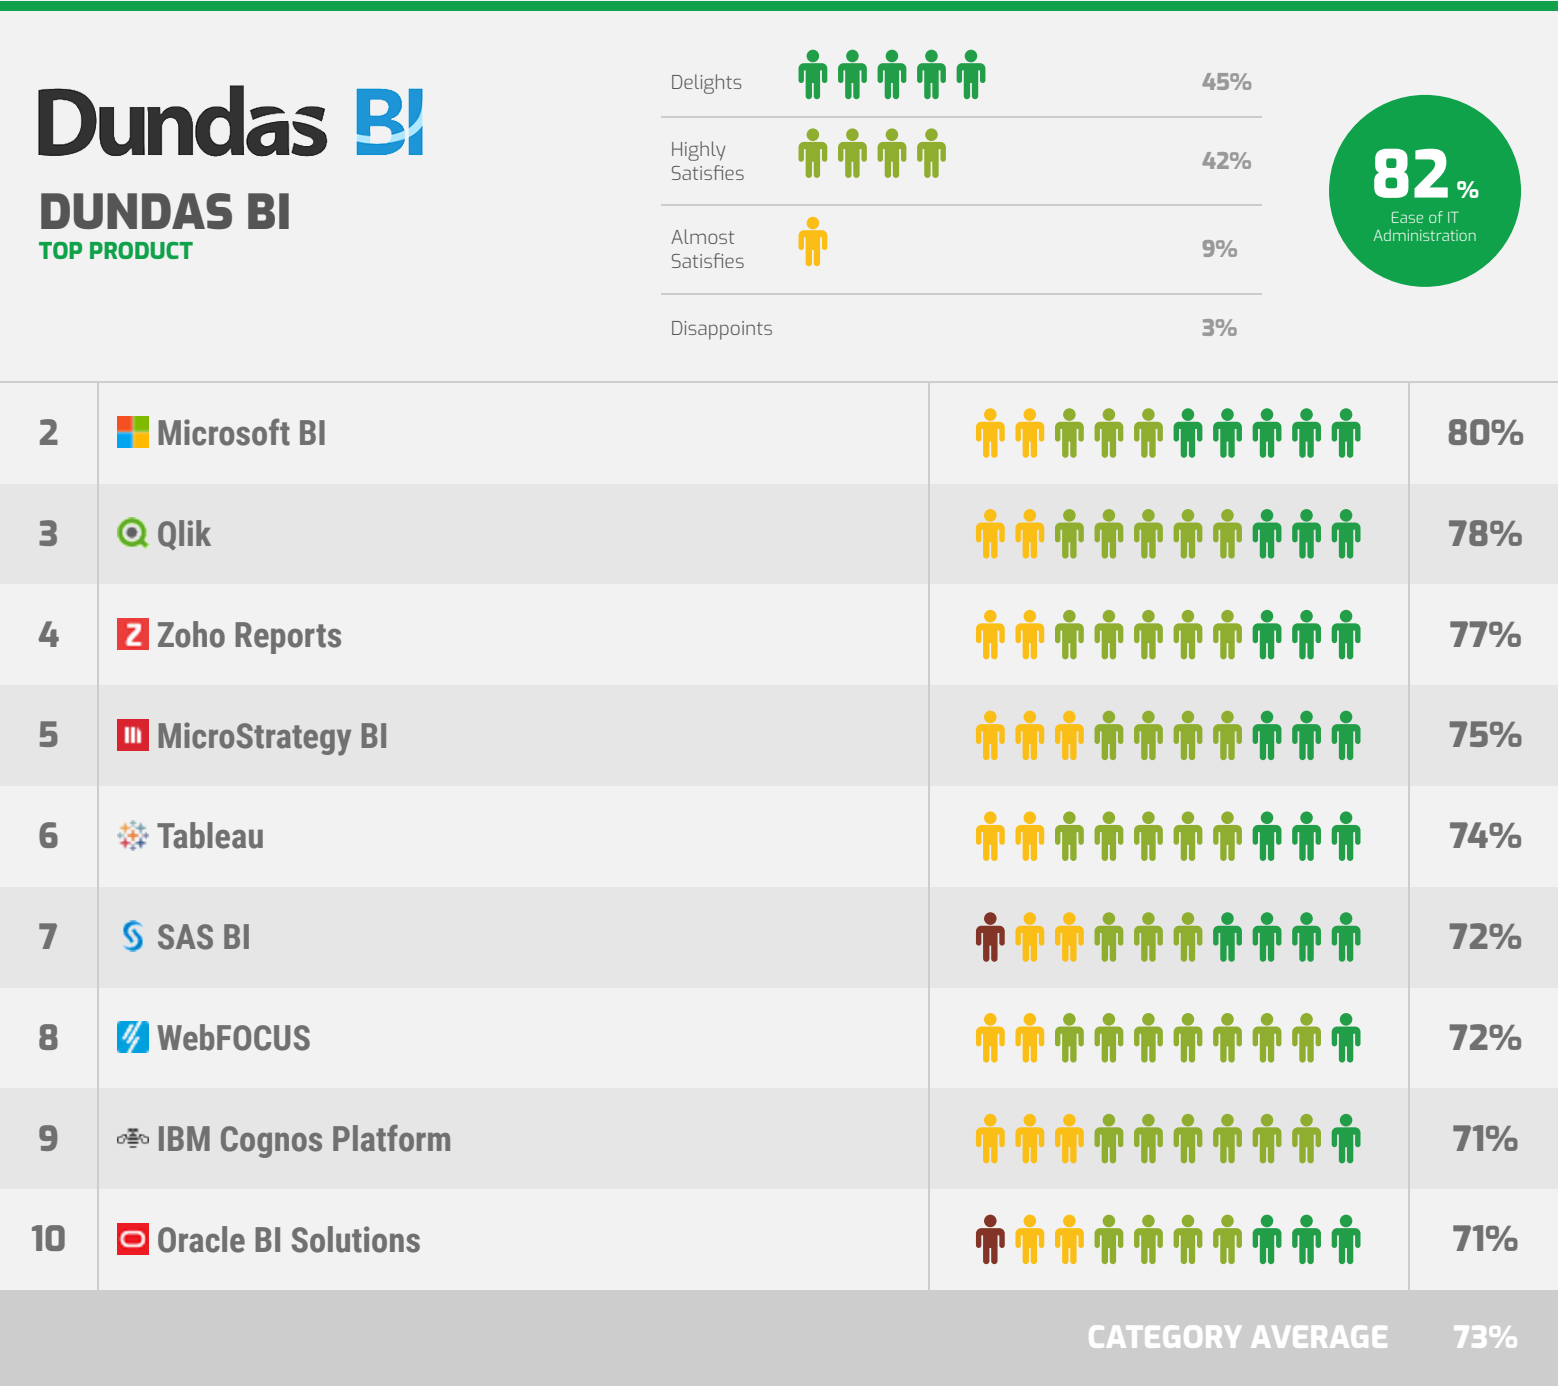 Dundas BI
DUNDAS BI
TOP PRODUCT
Delights 45%
Highly
Satisfies 42%
Almost
Satisfies 9%
Disappoints 3%
82 %
Ease of IT
Administration
2 Microsoft BI 80%
3 Qlik 78%
4 Zoho Reports 77%
5 MicroStrategy BI 75%
6 Tableau 74%
7 SAS BI 72%
8 WebFOCUS 72%
9 IBM Cognos Platform 71%
10 Oracle BI Solutions 71%
CATEGORY AVERAGE 73%